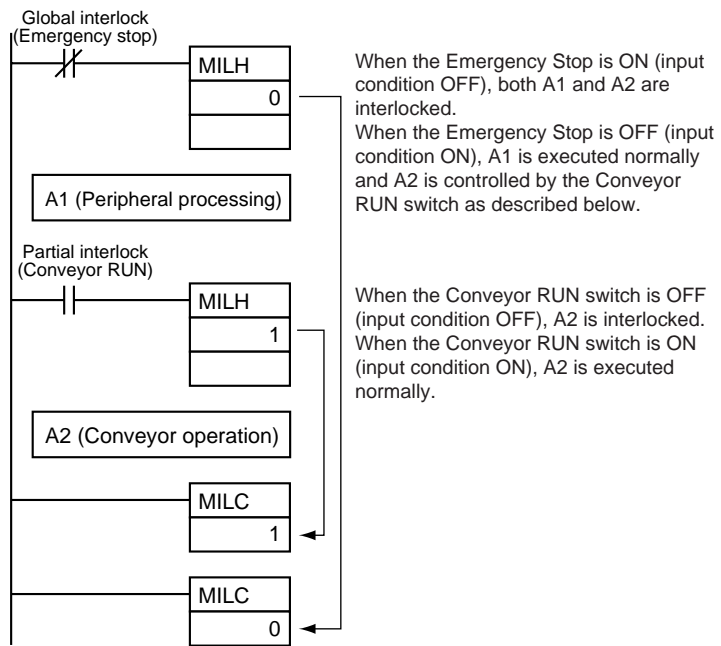 Global interlock
(Emergency stop)
MILH
0
When the Emergency Stop is ON (input
condition OFF), both A1 and A2 are
interlocked.
When the Emergency Stop is OFF (input
condition ON), A1 is executed normally
and A2 is controlled by the Conveyor
RUN switch as described below.
A1 (Peripheral processing)
Partial interlock
(Conveyor RUN)
MILH
1
When the Conveyor RUN switch is OFF
(input condition OFF), A2 is interlocked.
When the Conveyor RUN switch is ON
(input condition ON), A2 is executed
normally.
A2 (Conveyor operation)
MILC
1
MILC
0